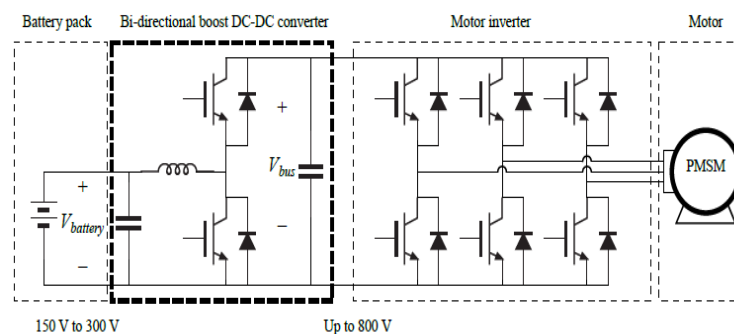 Battery pack
Bi-directional boost DC-DC converter
Motor inverter
Motor
+
V_bus
−
+
V_battery
−
PMSM
150 V to 300 V
Up to 800 V